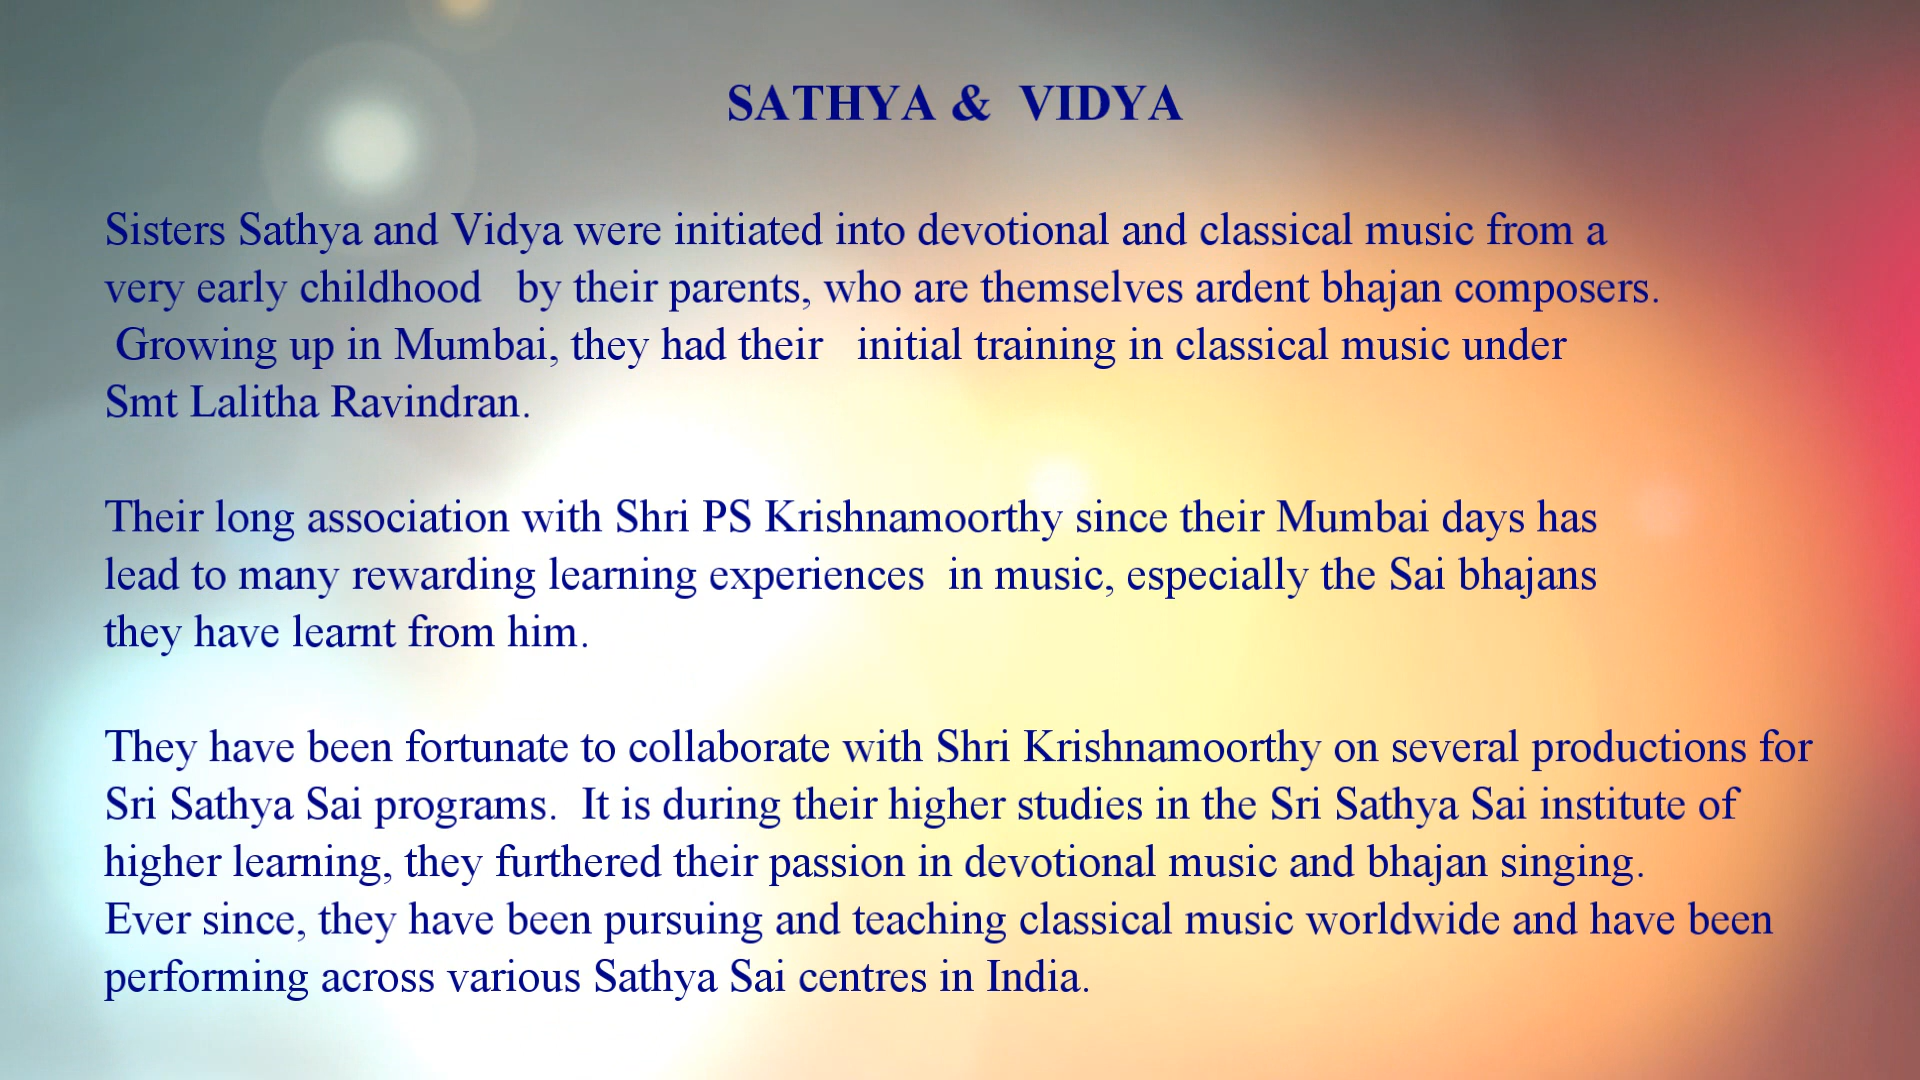 SATHYA & VIDYA
Sisters Sathya and Vidya were initiated into devotional and classical music from a
very early childhood by their parents, who are themselves ardent bhajan composers.
Growing up in Mumbai, they had their initial training in classical music under
Smt Lalitha Ravindran.
Their long association with Shri PS Krishnamoorthy since their Mumbai days has
lead to many rewarding learning experiences in music, especially the Sai bhajans
they have learnt from him.
They have been fortunate to collaborate with Shri Krishnamoorthy on several productions for
Sri Sathya Sai programs. It is during their higher studies in the Sri Sathya Sai institute of
higher learning, they furthered their passion in devotional music and bhajan singing.
Ever since, they have been pursuing and teaching classical music worldwide and have been
performing across various Sathya Sai centres in India.